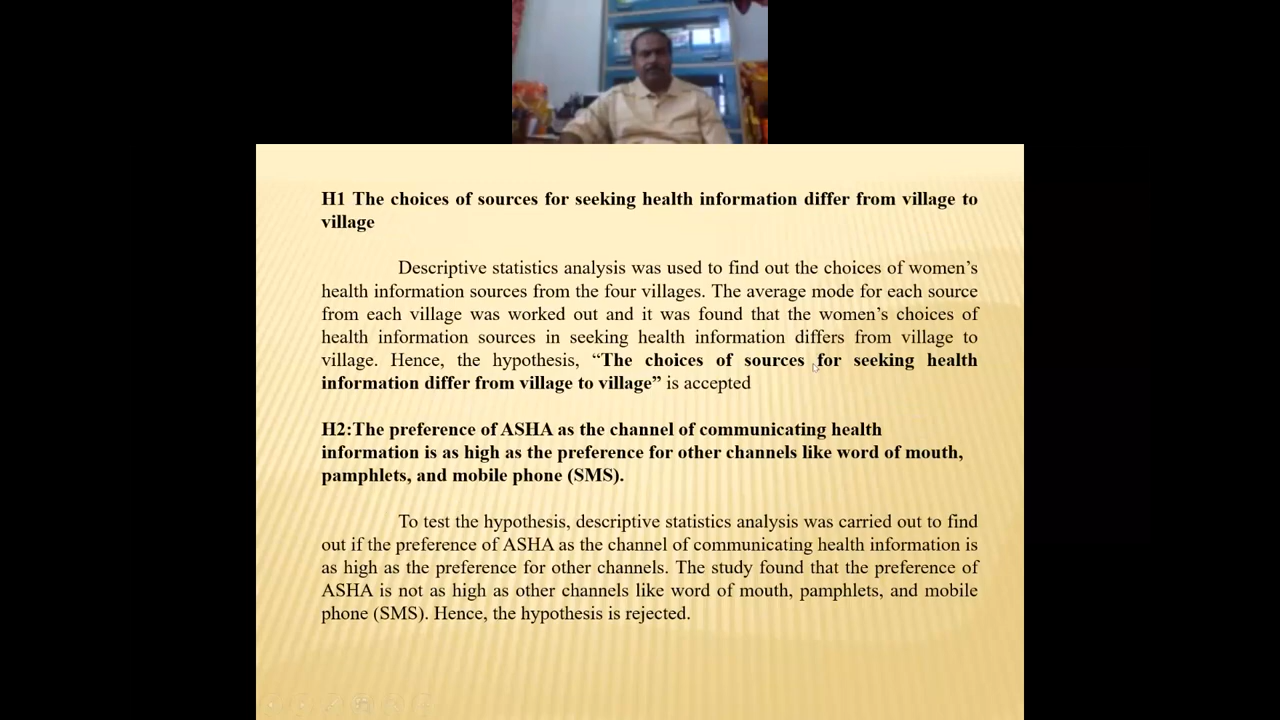 H1 The choices of sources for seeking health information differ from village to
village
Descriptive statistics analysis was used to find out the choices of women’s
health information sources from the four villages. The average mode for each source
from each village was worked out and it was found that the women’s choices of
health information sources in seeking health information differs from village to
village. Hence, the hypothesis, “The choices of sources for seeking health
information differ from village to village” is accepted
H2:The preference of ASHA as the channel of communicating health
information is as high as the preference for other channels like word of mouth,
pamphlets, and mobile phone (SMS).
To test the hypothesis, descriptive statistics analysis was carried out to find
out if the preference of ASHA as the channel of communicating health information is
as high as the preference for other channels. The study found that the preference of
ASHA is not as high as other channels like word of mouth, pamphlets, and mobile
phone (SMS). Hence, the hypothesis is rejected.